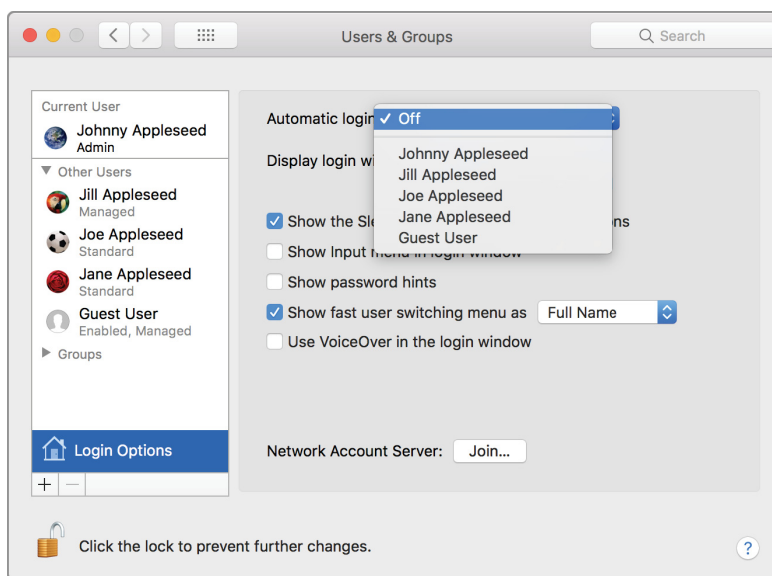 Users & Groups
Search
Current User
Johnny Appleseed
Admin
Other Users
Jill Appleseed
Managed
Joe Appleseed
Standard
Jane Appleseed
Standard
Guest User
Enabled, Managed
Groups
Login Options
Automatic login
✓ Off
Display login wi
Johnny Appleseed
Jill Appleseed
Joe Appleseed
Jane Appleseed
Guest User
Show the Sle ns
Show Input menu in login window
Show password hints
Show fast user switching menu as Full Name
Use VoiceOver in the login window
Network Account Server: Join...
+ −
Click the lock to prevent further changes.
?